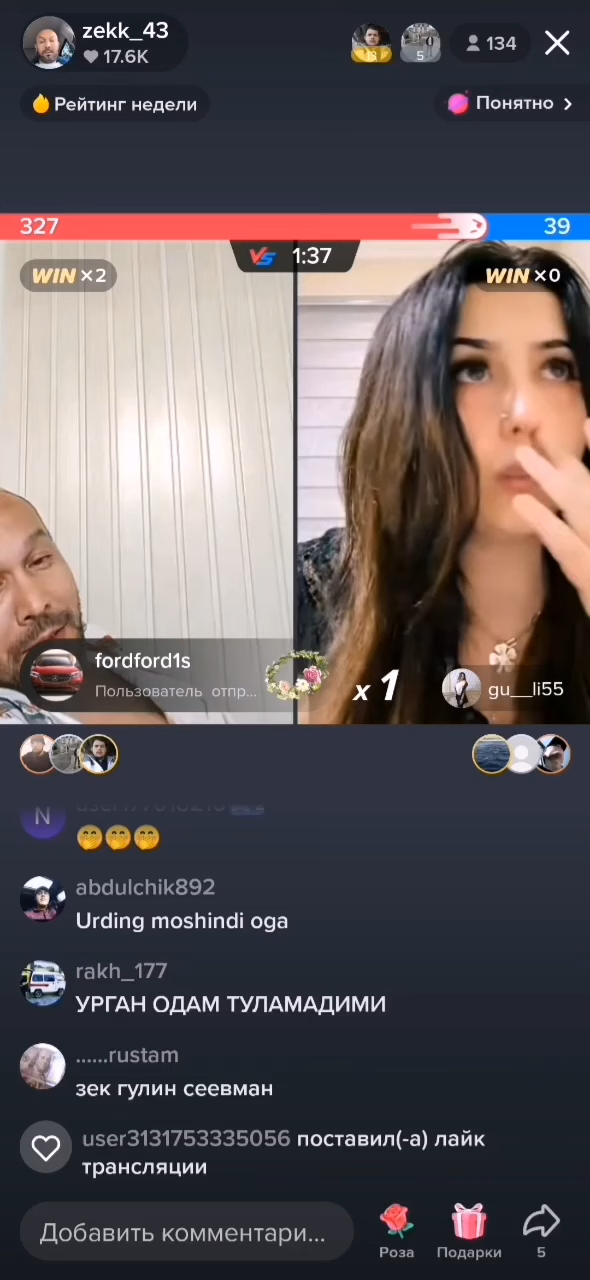 zekk_43
17.6K
13
5
134
Рейтинг недели
Понятно
327
39
VS 1:37
WIN ×2
WIN ×0
fordford1s
Пользователь отпр...
x 1
gu__li55
N
abdulchik892
Urding moshindi oga
rakh_177
УРГАН ОДАМ ТУЛАМАДИМИ
......rustam
зек гулин сеевман
user3131753335056 поставил(-а) лайк
трансляции
Добавить комментари...
Роза
Подарки
5